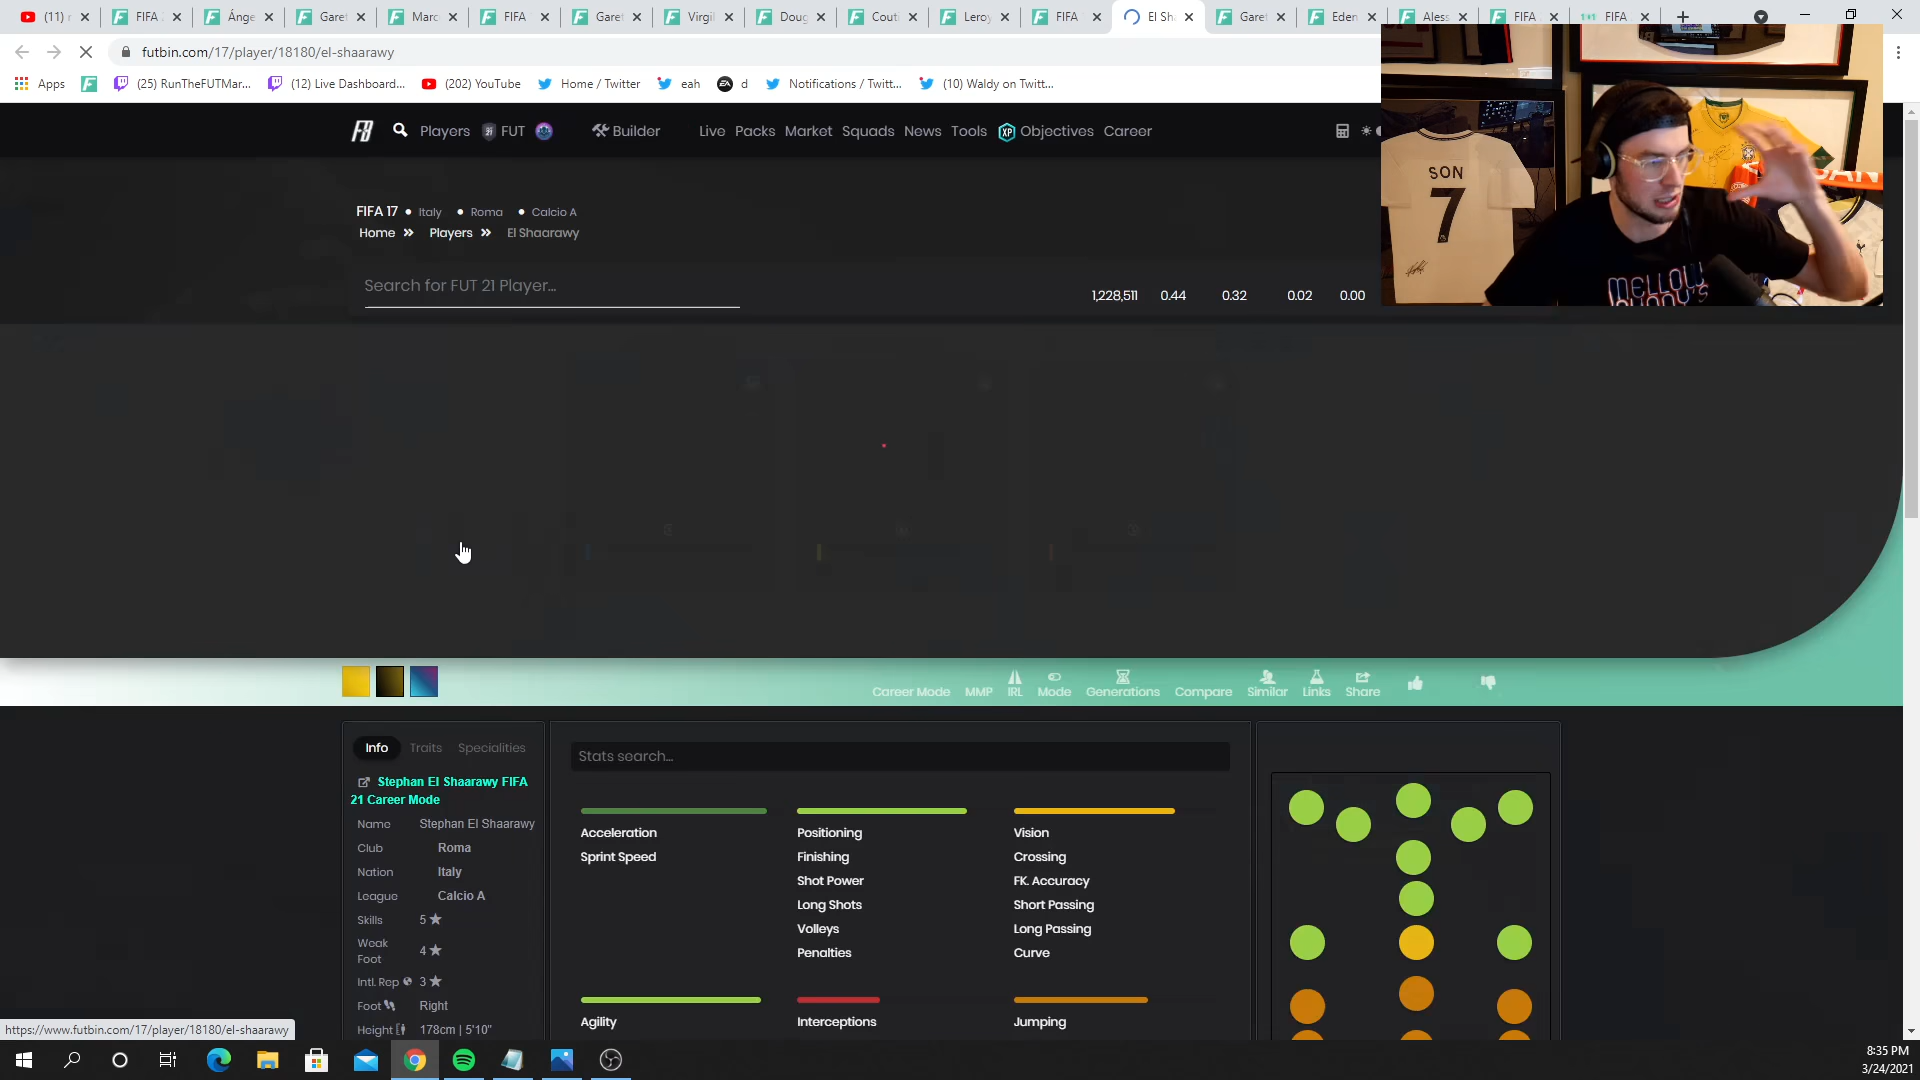 (11) r
FIFA
Ánge
Garet
Marc
FIFA
Garet
Virgil
Doug
Couti
Leroy
FIFA
El Sh
Garet
Eden
Aless
FIFA
FIFA
futbin.com/17/player/18180/el-shaarawy
Apps
(25) RunTheFUTMar...
(12) Live Dashboard...
(202) YouTube
Home / Twitter
eah
d
Notifications / Twitt...
(10) Waldy on Twitt...
Players
FUT
Builder
Live
Packs
Market
Squads
News
Tools
XP
Objectives
Career
SON
7
MELLOW
FIFA 17 • Italy • Roma • Calcio A
Home » Players » El Shaarawy
Search for FUT 21 Player...
1,228,511 0.44 0.32 0.02 0.00
Career Mode
MMP
IRL
Mode
Generations
Compare
Similar
Links
Share
Info Traits Specialities
Stephan El Shaarawy FIFA
21 Career Mode
Name Stephan El Shaarawy
Club Roma
Nation Italy
League Calcio A
Skills 5★
Weak
Foot 4★
Intl. Rep 3★
Foot Right
Height 178cm | 5'10"
Stats search...
Acceleration
Sprint Speed
Positioning
Finishing
Shot Power
Long Shots
Volleys
Penalties
Vision
Crossing
FK. Accuracy
Short Passing
Long Passing
Curve
Agility
Interceptions
Jumping
https://www.futbin.com/17/player/18180/el-shaarawy
8:35 PM
3/24/2021